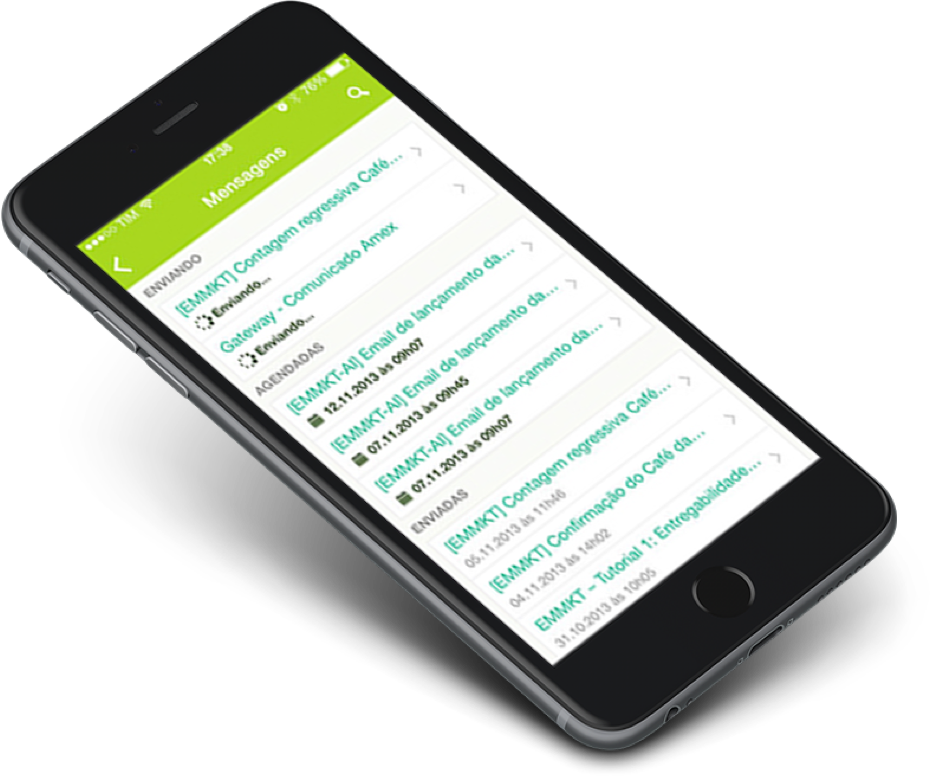 TIM 17:38 76%
Mensagens
ENVIANDO
[EMMKT] Contagem regressiva Café...
Enviando...
Gateway - Comunicado Amex
Enviando...
AGENDADAS
[EMMKT-AI] Email de lançamento da...
12.11.2013 às 09h07
[EMMKT-AI] Email de lançamento da...
07.11.2013 às 09h45
[EMMKT-AI] Email de lançamento da...
07.11.2013 às 09h07
ENVIADAS
[EMMKT] Contagem regressiva Café...
05.11.2013 às 11h46
[EMMKT] Confirmação do Café da...
04.11.2013 às 14h02
EMMKT – Tutorial 1: Entregabilidade...
31.10.2013 às 10h05